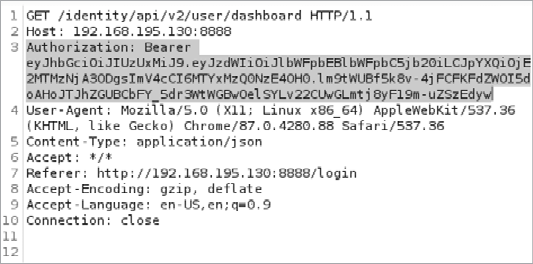 1 GET /identity/api/v2/user/dashboard HTTP/1.1
2 Host: 192.168.195.130:8888
3 Authorization: Bearer
eyJhbGciOiJIUzUxMiJ9.eyJzdWIiOiJlbWFpbEBlbWFpbC5jb20iLCJpYXQiOjE
2MTMzNjA3ODgsImV4cCI6MTYxMzQ0NzE4OH0.lm9tWUBf5k8v-4jFCFKFdZWOI5d
oAHoJTJhZGUBCbFY_5dr3WtWGBwOelSYLv22CUwGLmtj8yF19m-uZSzEdyw
4 User-Agent: Mozilla/5.0 (X11; Linux x86_64) AppleWebKit/537.36
(KHTML, like Gecko) Chrome/87.0.4280.88 Safari/537.36
5 Content-Type: application/json
6 Accept: */*
7 Referer: http://192.168.195.130:8888/login
8 Accept-Encoding: gzip, deflate
9 Accept-Language: en-US,en;q=0.9
10 Connection: close
11
12